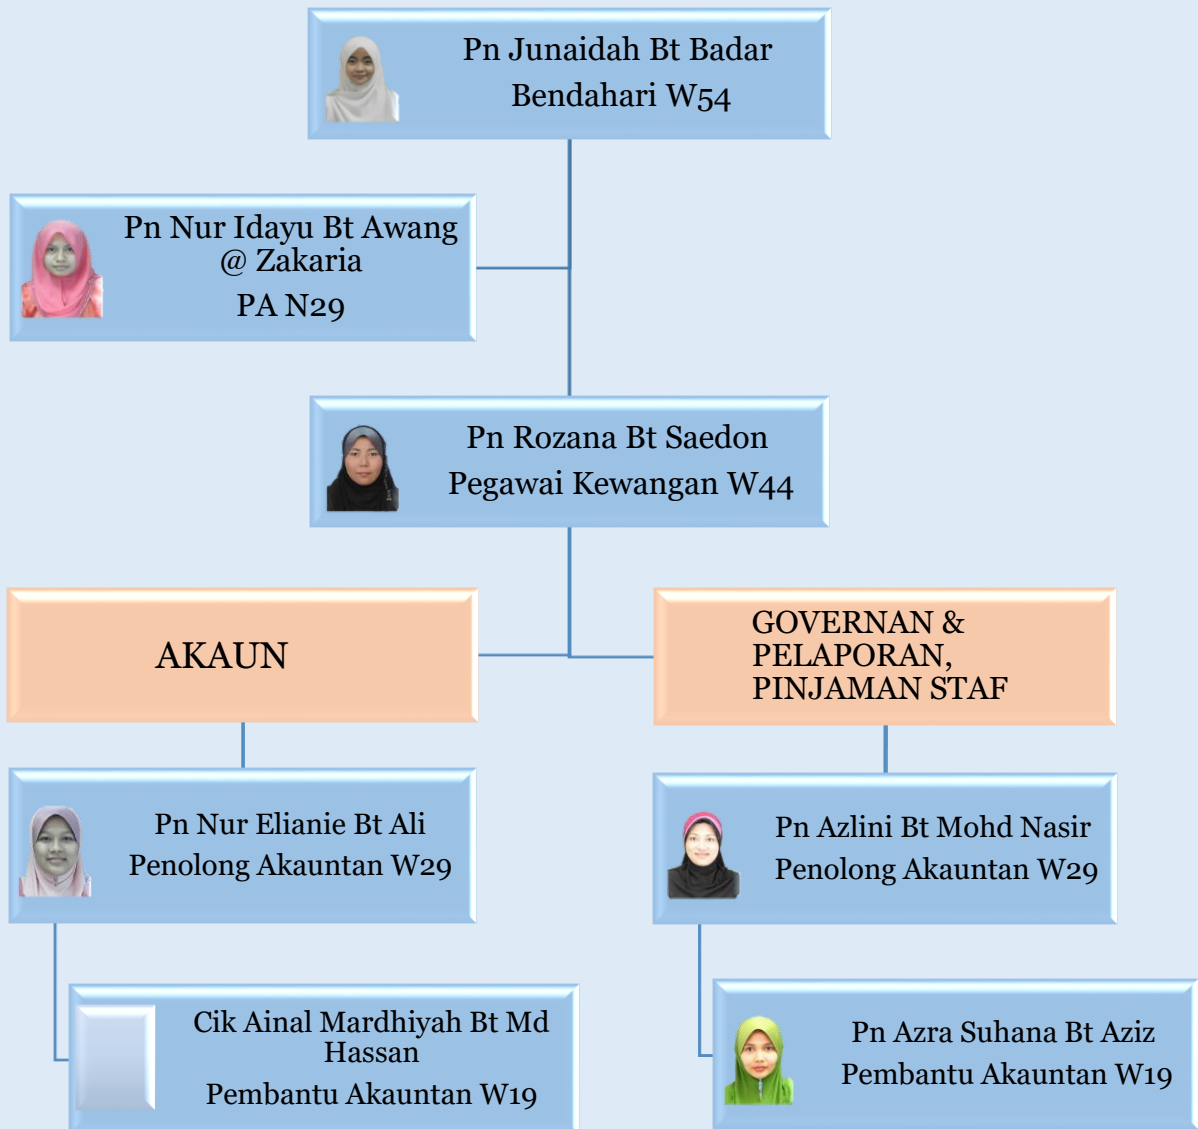 Pn Junaidah Bt Badar
Bendahari W54
Pn Nur Idayu Bt Awang
@ Zakaria
PA N29
Pn Rozana Bt Saedon
Pegawai Kewangan W44
AKAUN
GOVERNAN &
PELAPORAN,
PINJAMAN STAF
Pn Nur Elianie Bt Ali
Penolong Akauntan W29
Pn Azlini Bt Mohd Nasir
Penolong Akauntan W29
Cik Ainal Mardhiyah Bt Md
Hassan
Pembantu Akauntan W19
Pn Azra Suhana Bt Aziz
Pembantu Akauntan W19